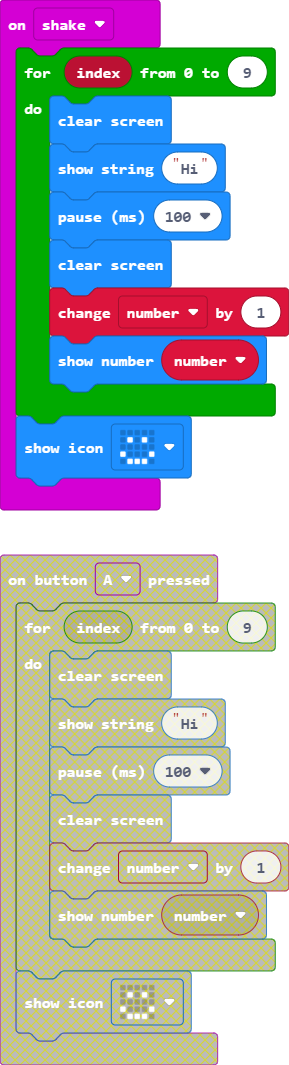 on shake
for index from 0 to 9
do
clear screen
show string "Hi"
pause (ms) 100
clear screen
change number by 1
show number number
show icon
on button A pressed
for index from 0 to 9
do
clear screen
show string "Hi"
pause (ms) 100
clear screen
change number by 1
show number number
show icon